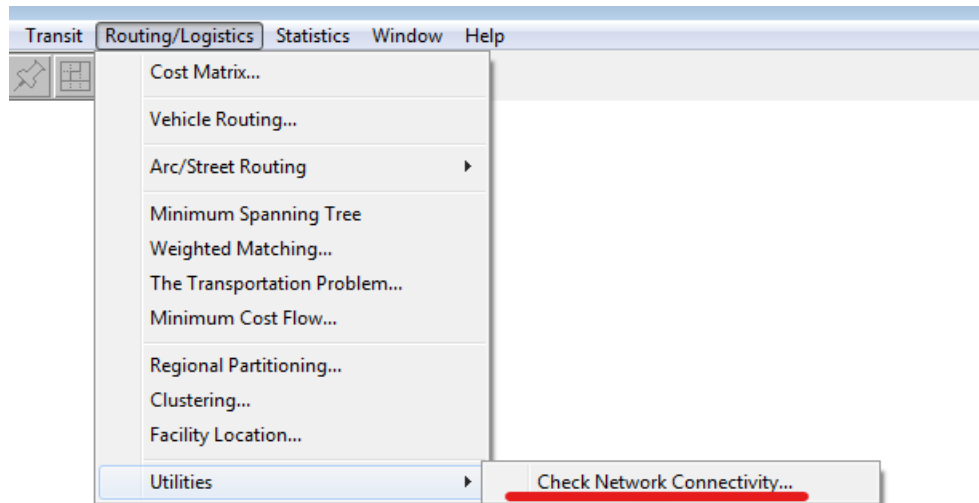 Transit Routing/Logistics Statistics Window Help
Cost Matrix...
Vehicle Routing...
Arc/Street Routing
Minimum Spanning Tree
Weighted Matching...
The Transportation Problem...
Minimum Cost Flow...
Regional Partitioning...
Clustering...
Facility Location...
Utilities
Check Network Connectivity...